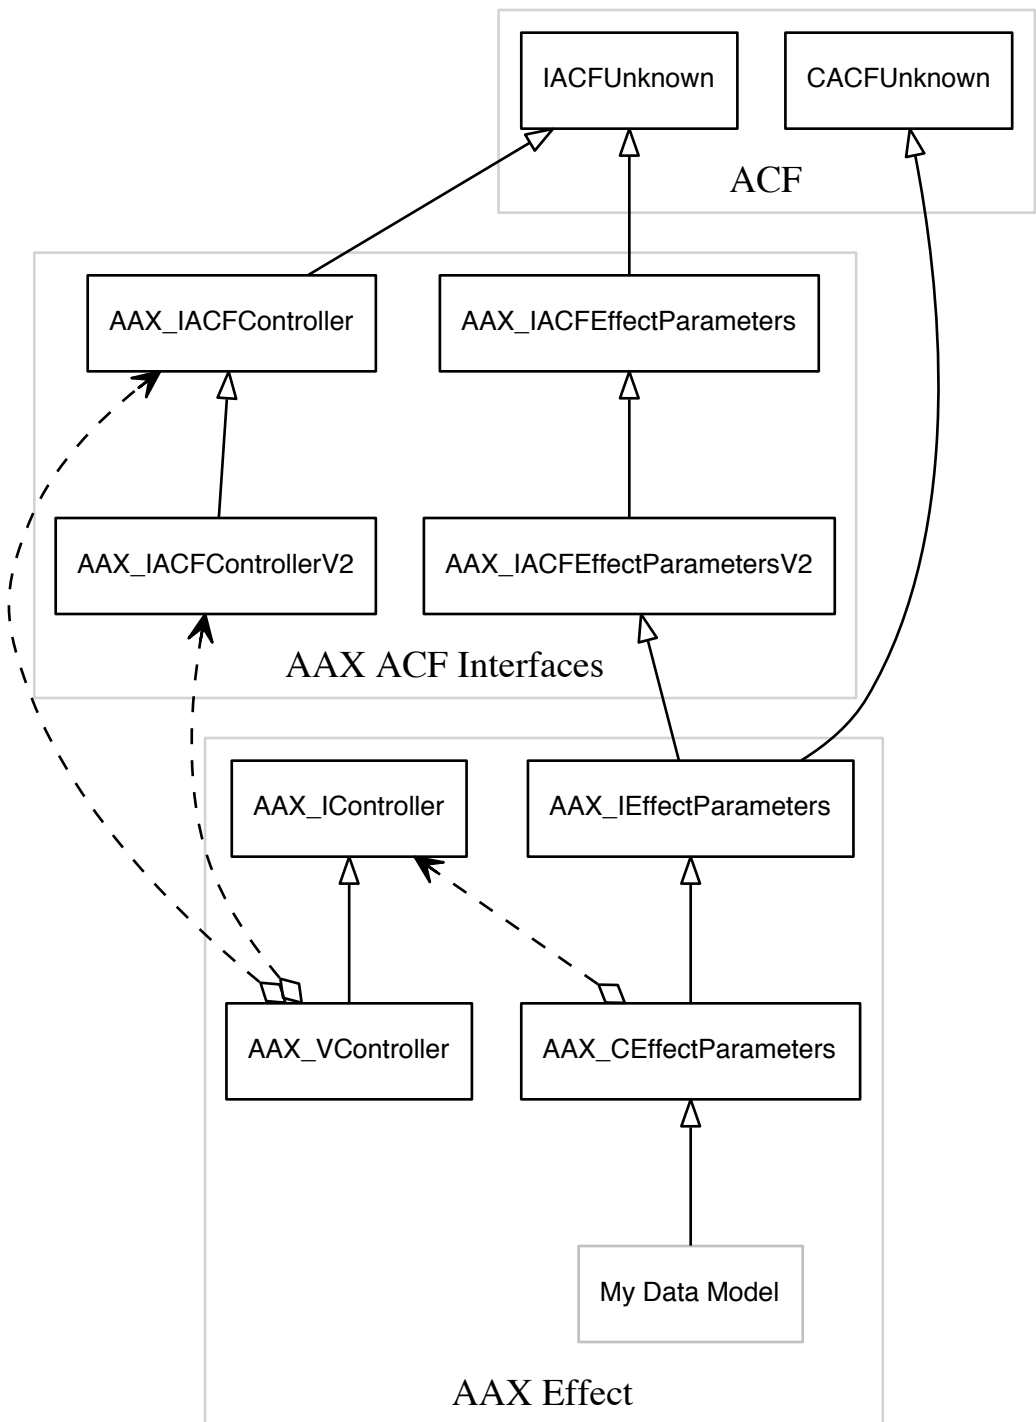 IACFUnknown
CACFUnknown
ACF
AAX_IACFController
AAX_IACFEffectParameters
AAX_IACFControllerV2
AAX_IACFEffectParametersV2
AAX ACF Interfaces
AAX_IController
AAX_IEffectParameters
AAX_VController
AAX_CEffectParameters
My Data Model
AAX Effect